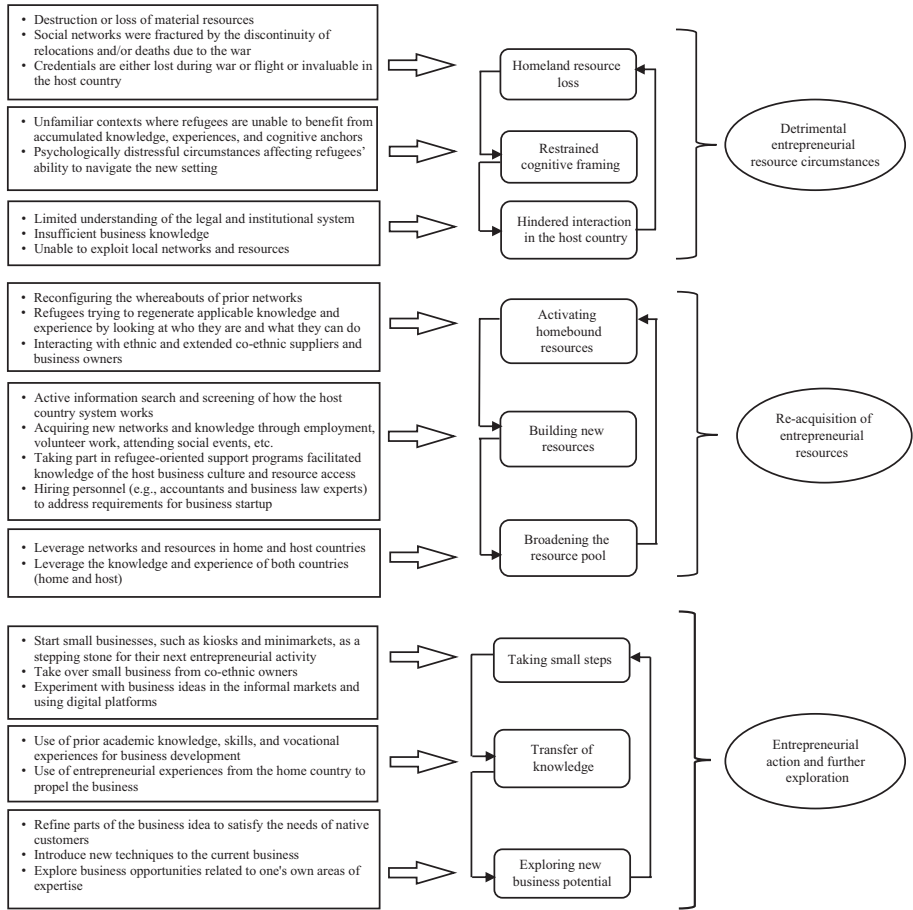 • Destruction or loss of material resources
• Social networks were fractured by the discontinuity of
relocations and/or deaths due to the war
• Credentials are either lost during war or flight or invaluable in
the host country
Homeland resource
loss
• Unfamiliar contexts where refugees are unable to benefit from
accumulated knowledge, experiences, and cognitive anchors
• Psychologically distressful circumstances affecting refugees'
ability to navigate the new setting
Restrained
cognitive framing
• Limited understanding of the legal and institutional system
• Insufficient business knowledge
• Unable to exploit local networks and resources
Hindered interaction
in the host country
Detrimental
entrepreneurial
resource circumstances
• Reconfiguring the whereabouts of prior networks
• Refugees trying to regenerate applicable knowledge and
experience by looking at who they are and what they can do
• Interacting with ethnic and extended co-ethnic suppliers and
business owners
Activating
homebound
resources
• Active information search and screening of how the host
country system works
• Acquiring new networks and knowledge through employment,
volunteer work, attending social events, etc.
• Taking part in refugee-oriented support programs facilitated
knowledge of the host business culture and resource access
• Hiring personnel (e.g., accountants and business law experts)
to address requirements for business startup
Building new
resources
• Leverage networks and resources in home and host countries
• Leverage the knowledge and experience of both countries
(home and host)
Broadening the
resource pool
Re-acquisition of
entrepreneurial
resources
• Start small businesses, such as kiosks and minimarkets, as a
stepping stone for their next entrepreneurial activity
• Take over small business from co-ethnic owners
• Experiment with business ideas in the informal markets and
using digital platforms
Taking small steps
• Use of prior academic knowledge, skills, and vocational
experiences for business development
• Use of entrepreneurial experiences from the home country to
propel the business
Transfer of
knowledge
• Refine parts of the business idea to satisfy the needs of native
customers
• Introduce new techniques to the current business
• Explore business opportunities related to one's own areas of
expertise
Exploring new
business potential
Entrepreneurial
action and further
exploration